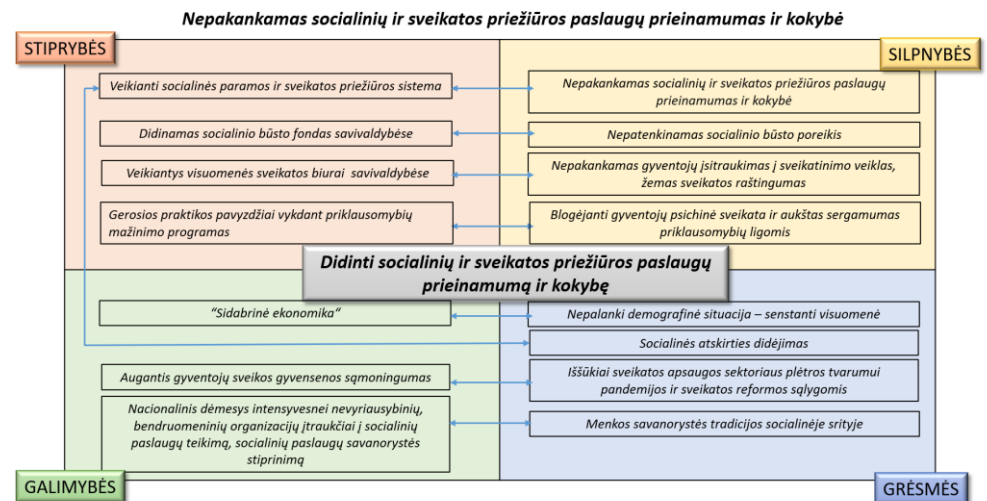 Nepakankamas socialinių ir sveikatos priežiūros paslaugų prieinamumas ir kokybė
STIPRYBĖS
SILPNYBĖS
Veikianti socialinės paramos ir sveikatos priežiūros sistema
Nepakankamas socialinių ir sveikatos priežiūros paslaugų
prieinamumas ir kokybė
Didinamas socialinio būsto fondas savivaldybėse
Nepatenkinamas socialinio būsto poreikis
Veikiantys visuomenės sveikatos biurai savivaldybėse
Nepakankamas gyventojų įsitraukimas į sveikatinimo veiklas,
žemas sveikatos raštingumas
Gerosios praktikos pavyzdžiai vykdant priklausomybių
mažinimo programas
Blogėjanti gyventojų psichinė sveikata ir aukštas sergamumas
priklausomybių ligomis
Didinti socialinių ir sveikatos priežiūros paslaugų
prieinamumą ir kokybę
“Sidabrinė ekonomika“
Nepalanki demografinė situacija – senstanti visuomenė
Socialinės atskirties didėjimas
Augantis gyventojų sveikos gyvensenos sąmoningumas
Iššūkiai sveikatos apsaugos sektoriaus plėtros tvarumui
pandemijos ir sveikatos reformos sąlygomis
Nacionalinis dėmesys intensyvesnei nevyriausybinių,
bendruomeninių organizacijų įtraukčiai į socialinių
paslaugų teikimą, socialinių paslaugų savanorystės
stiprinimą
Menkos savanorystės tradicijos socialinėje srityje
GALIMYBĖS
GRĖSMĖS